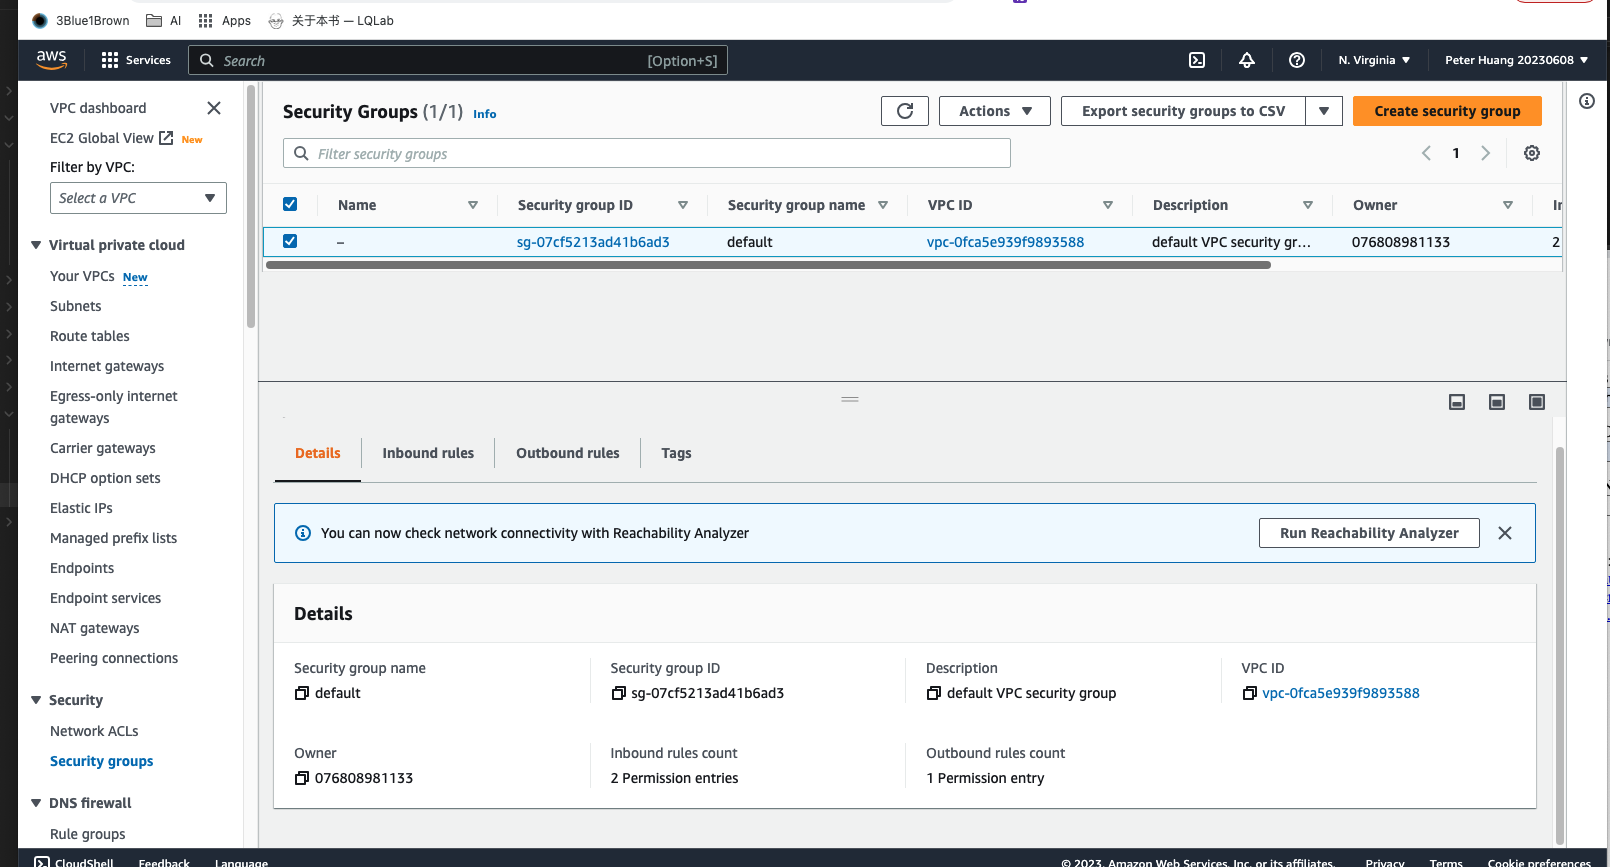 3Blue1Brown AI Apps 关于本书 — LQLab
aws Services Search [Option+S] N. Virginia Peter Huang 20230608
VPC dashboard
EC2 Global View New
Filter by VPC:
Select a VPC
Virtual private cloud
Your VPCs New
Subnets
Route tables
Internet gateways
Egress-only internet
gateways
Carrier gateways
DHCP option sets
Elastic IPs
Managed prefix lists
Endpoints
Endpoint services
NAT gateways
Peering connections
Security
Network ACLs
Security groups
DNS firewall
Rule groups
Security Groups (1/1) Info
Actions Export security groups to CSV Create security group
Filter security groups
1
Name Security group ID Security group name VPC ID Description Owner
– sg-07cf5213ad41b6ad3 default vpc-0fca5e939f9893588 default VPC security gr... 076808981133 2
Details Inbound rules Outbound rules Tags
You can now check network connectivity with Reachability Analyzer Run Reachability Analyzer
Details
Security group name Security group ID Description VPC ID
default sg-07cf5213ad41b6ad3 default VPC security group vpc-0fca5e939f9893588
Owner Inbound rules count Outbound rules count
076808981133 2 Permission entries 1 Permission entry
CloudShell Feedback Language © 2023, Amazon Web Services, Inc. or its affiliates. Privacy Terms Cookie preferences